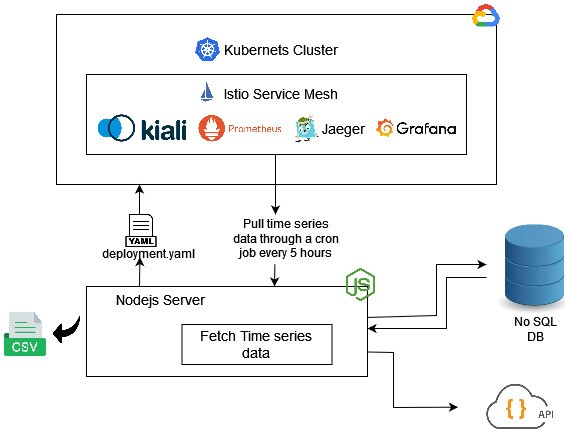 Kubernets Cluster
Istio Service Mesh
kiali
Prometheus
Jaeger
Grafana
YAML
deployment.yaml
Pull time series
data through a cron
job every 5 hours
Nodejs Server
JS
Fetch Time series
data
CSV
No SQL
DB
{ } API